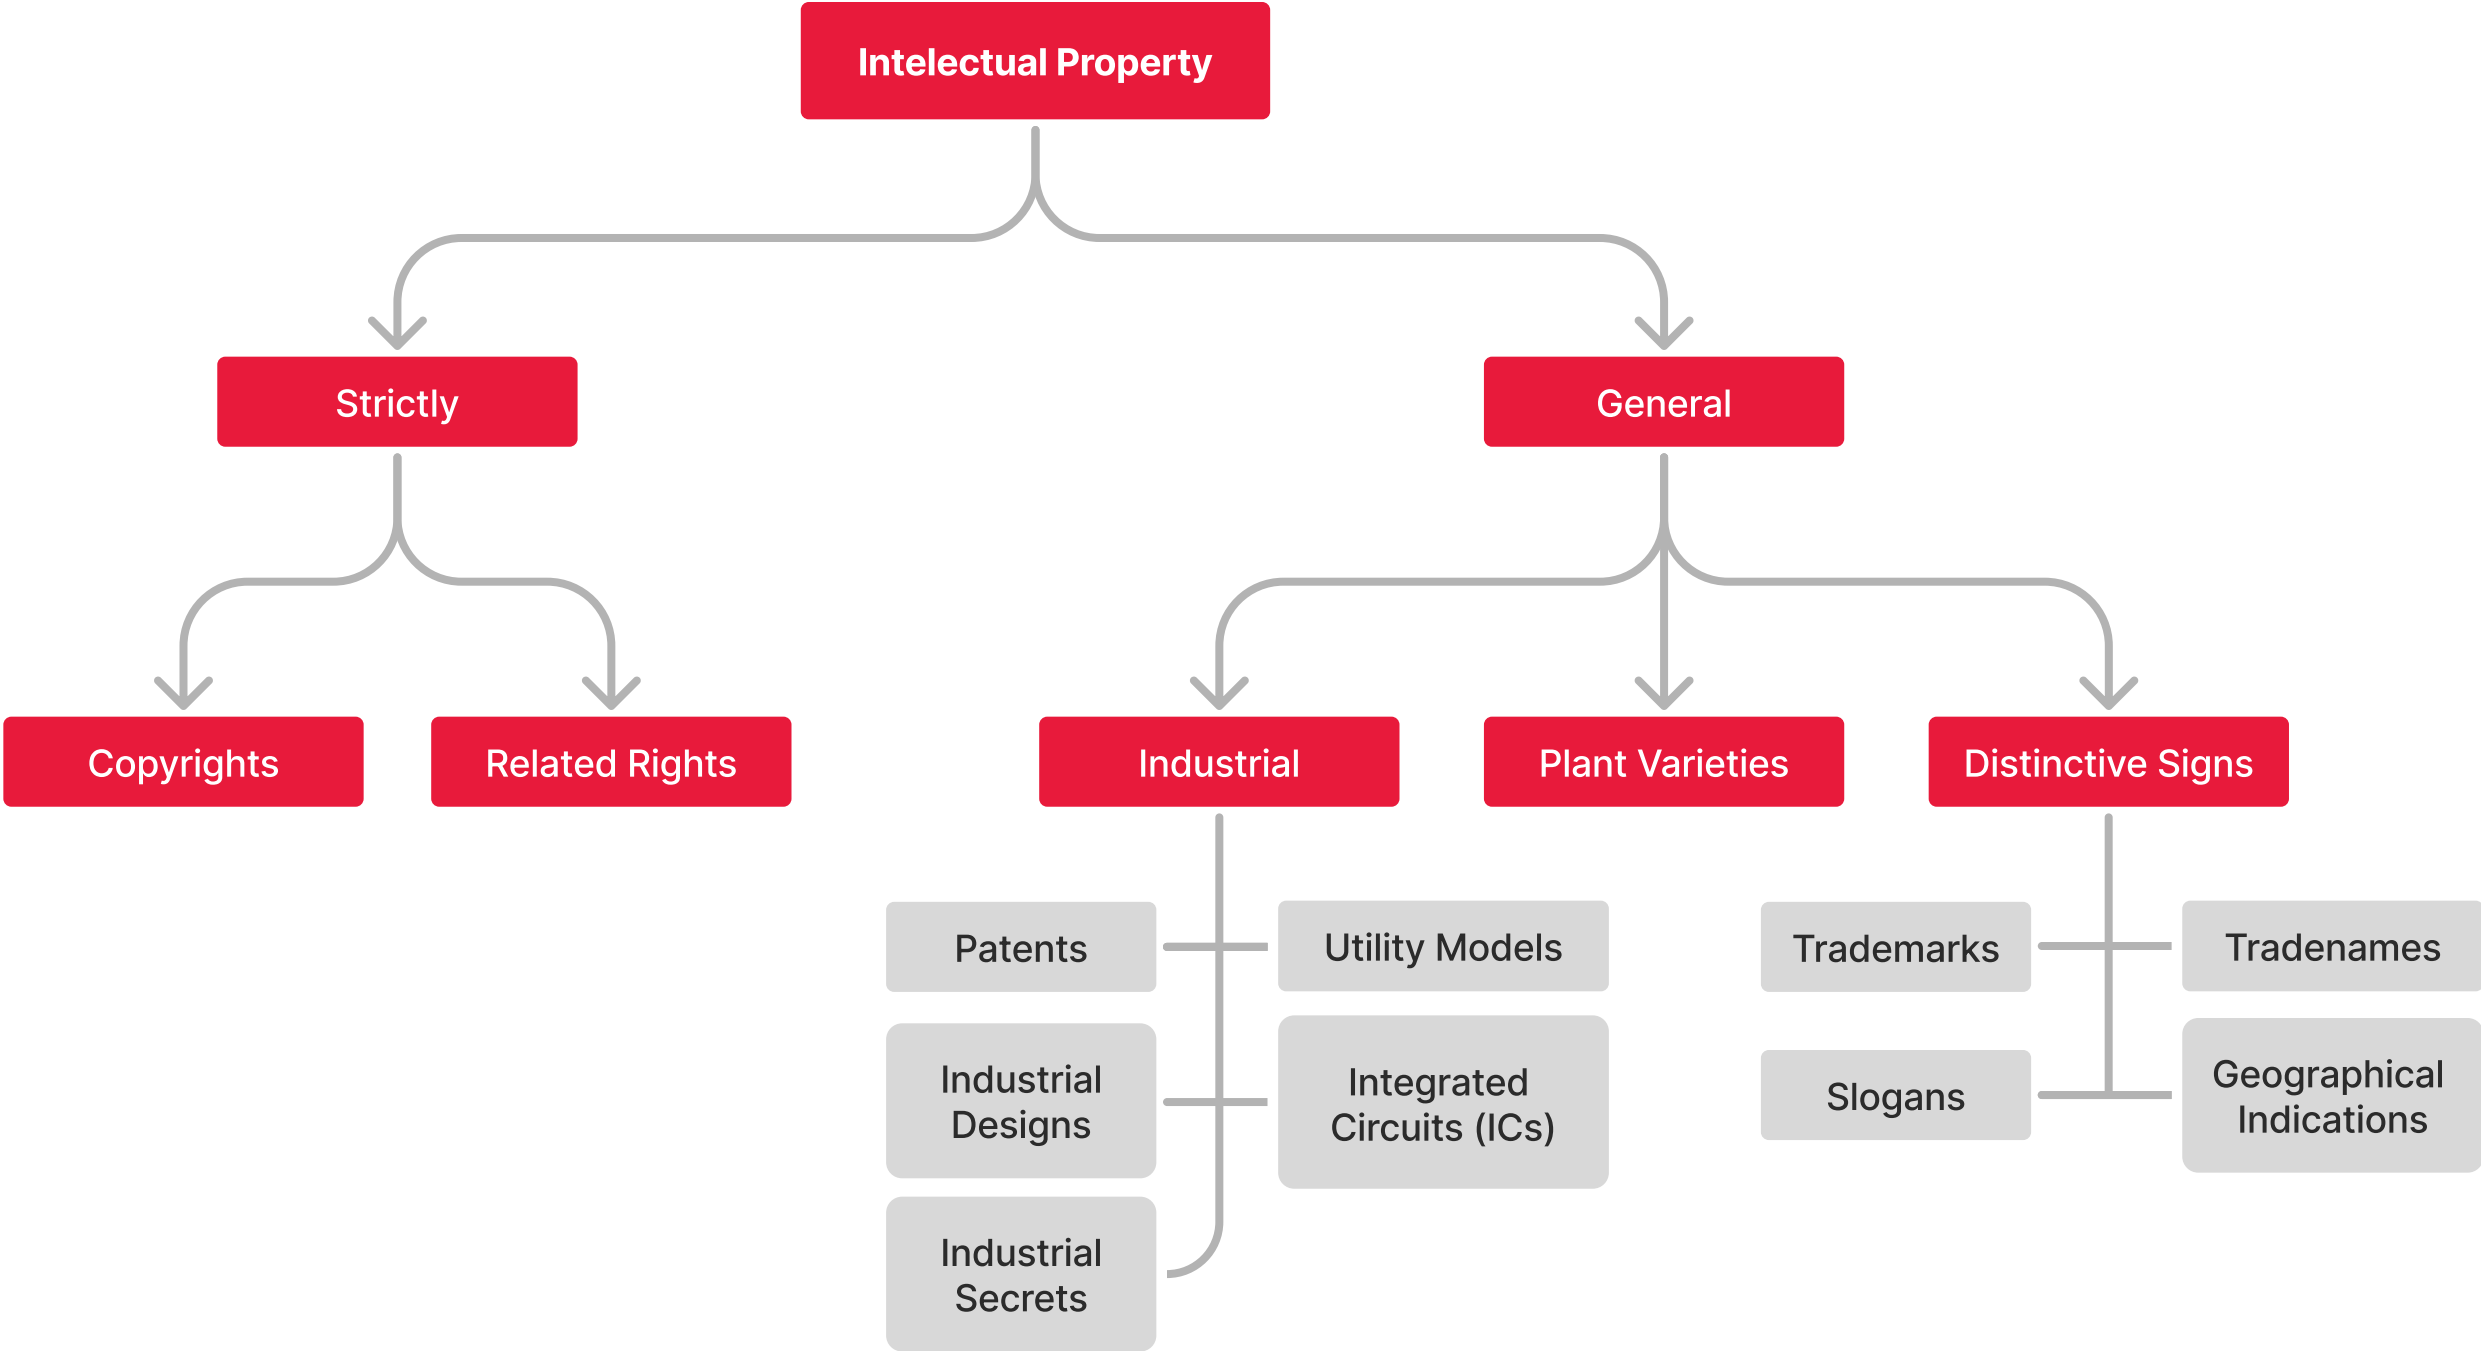 Intelectual Property
Strictly
General
Copyrights
Related Rights
Industrial
Plant Varieties
Distinctive Signs
Patents
Utility Models
Trademarks
Tradenames
Industrial
Designs
Integrated
Circuits (ICs)
Slogans
Geographical
Indications
Industrial
Secrets